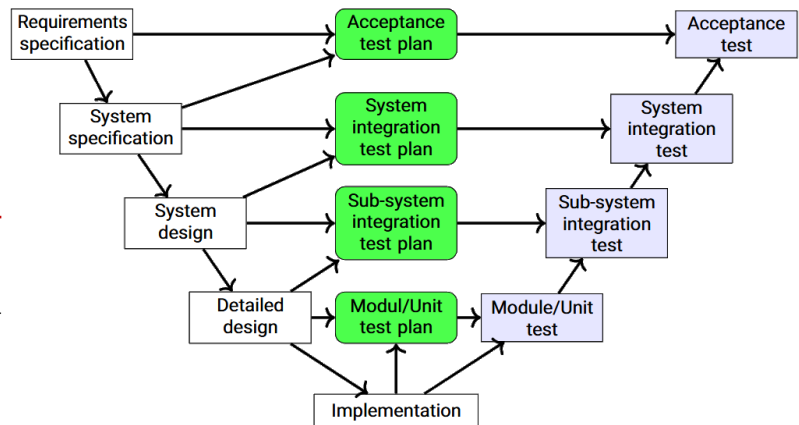 Requirements
specification
Acceptance
test plan
Acceptance
test
System
specification
System
integration
test plan
System
integration
test
System
design
Sub-system
integration
test plan
Sub-system
integration
test
Detailed
design
Modul/Unit
test plan
Module/Unit
test
Implementation